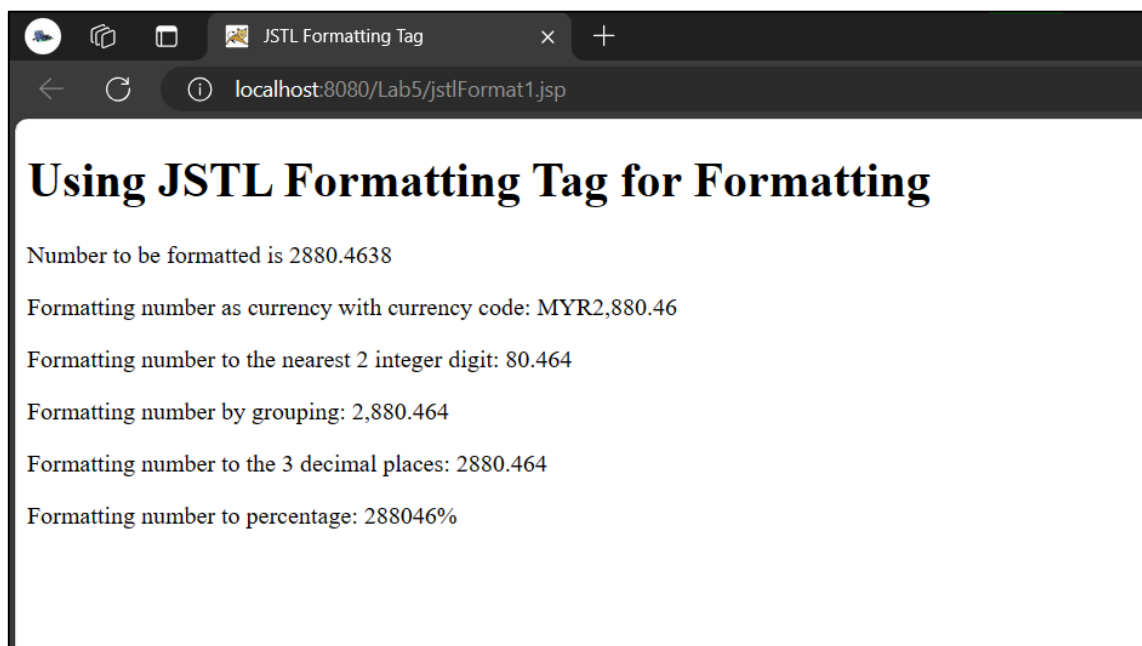 JSTL Formatting Tag
localhost:8080/Lab5/jstlFormat1.jsp
Using JSTL Formatting Tag for Formatting
Number to be formatted is 2880.4638
Formatting number as currency with currency code: MYR2,880.46
Formatting number to the nearest 2 integer digit: 80.464
Formatting number by grouping: 2,880.464
Formatting number to the 3 decimal places: 2880.464
Formatting number to percentage: 288046%